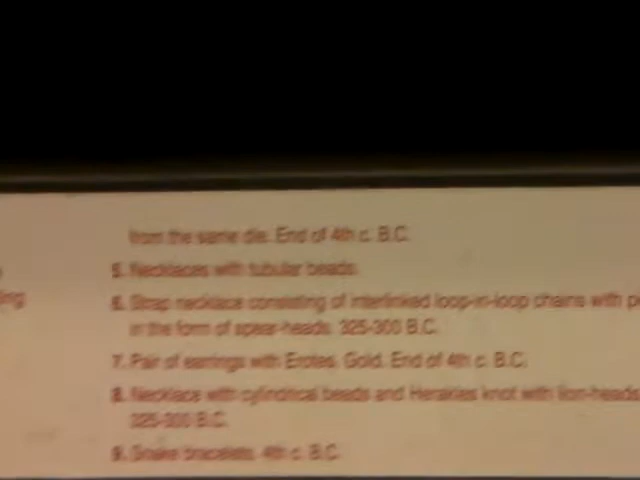 from the same die. End of 4th c. B.C.
5. Necklaces with tubular beads.
6. Strap necklace consisting of interlinked loop-in-loop chains with
in the form of spear-heads. 325-300 B.C.
7. Pair of earrings with Erotes. Gold. End of 4th c. B.C.
8. Necklace with cylindrical beads and Herakles knot with lion-heads
325-300 B.C.
9. Snake bracelets. 4th c. B.C.